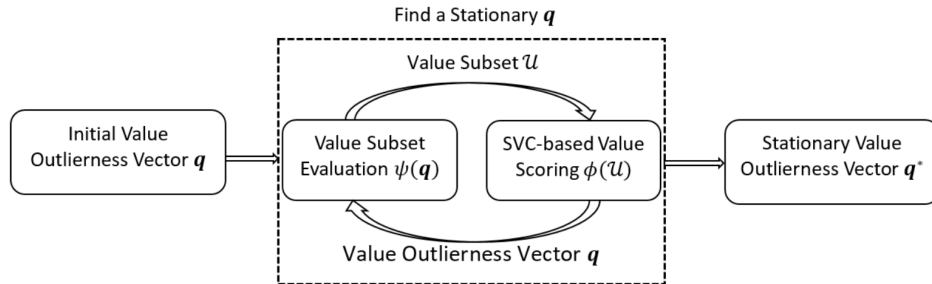 Find a Stationary q
Value Subset 𝒰
Initial Value
Outlierness Vector q
Value Subset
Evaluation ψ(q)
SVC-based Value
Scoring ϕ(𝒰)
Stationary Value
Outlierness Vector q*
Value Outlierness Vector q